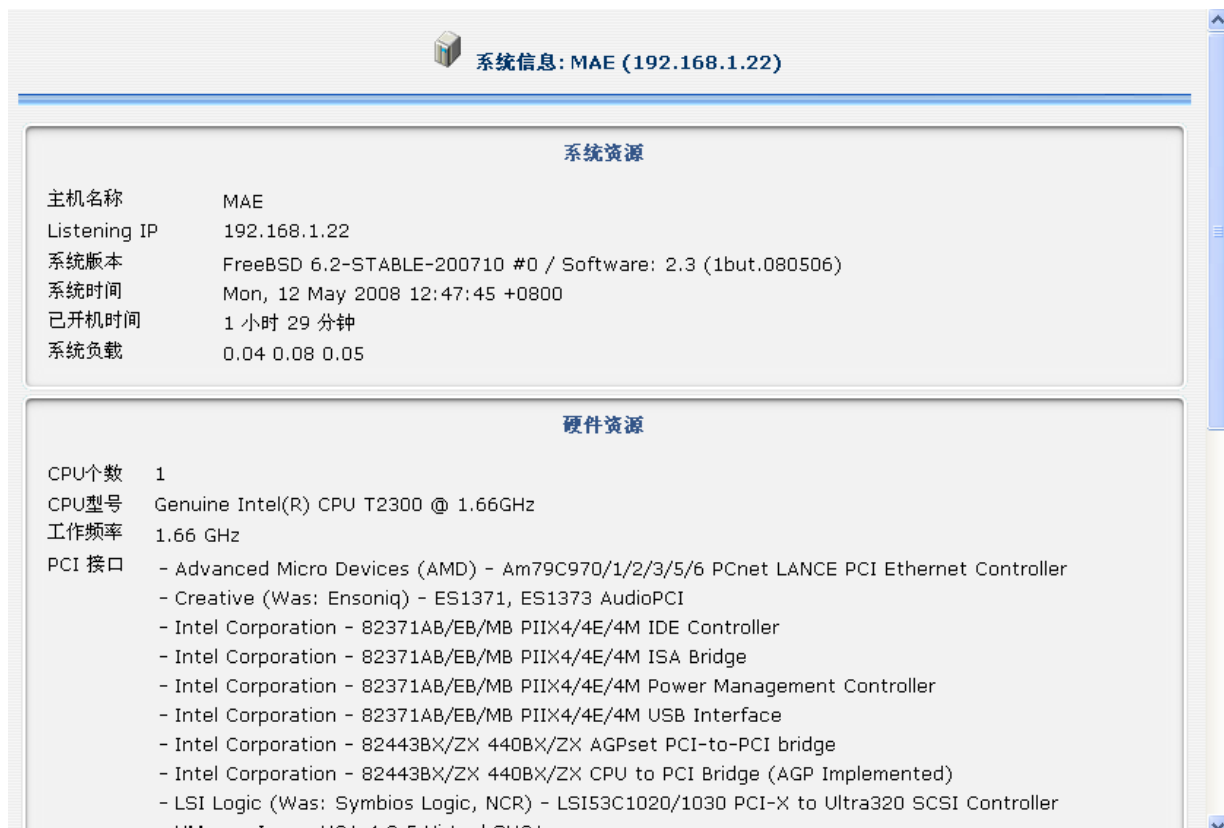 系统信息: MAE (192.168.1.22)
系统资源
主机名称 MAE
Listening IP 192.168.1.22
系统版本 FreeBSD 6.2-STABLE-200710 #0 / Software: 2.3 (1but.080506)
系统时间 Mon, 12 May 2008 12:47:45 +0800
已开机时间 1 小时 29 分钟
系统负载 0.04 0.08 0.05
硬件资源
CPU个数 1
CPU型号 Genuine Intel(R) CPU T2300 @ 1.66GHz
工作频率 1.66 GHz
PCI 接口 - Advanced Micro Devices (AMD) - Am79C970/1/2/3/5/6 PCnet LANCE PCI Ethernet Controller
- Creative (Was: Ensoniq) - ES1371, ES1373 AudioPCI
- Intel Corporation - 82371AB/EB/MB PIIX4/4E/4M IDE Controller
- Intel Corporation - 82371AB/EB/MB PIIX4/4E/4M ISA Bridge
- Intel Corporation - 82371AB/EB/MB PIIX4/4E/4M Power Management Controller
- Intel Corporation - 82371AB/EB/MB PIIX4/4E/4M USB Interface
- Intel Corporation - 82443BX/ZX 440BX/ZX AGPset PCI-to-PCI bridge
- Intel Corporation - 82443BX/ZX 440BX/ZX CPU to PCI Bridge (AGP Implemented)
- LSI Logic (Was: Symbios Logic, NCR) - LSI53C1020/1030 PCI-X to Ultra320 SCSI Controller